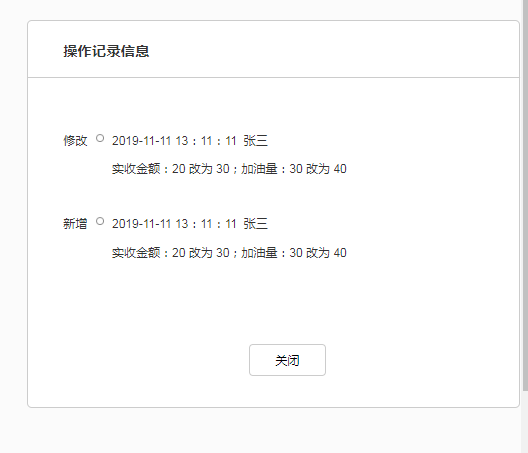 操作记录信息
修改 2019-11-11 13：11：11 张三
实收金额：20 改为 30；加油量：30 改为 40
新增 2019-11-11 13：11：11 张三
实收金额：20 改为 30；加油量：30 改为 40
关闭